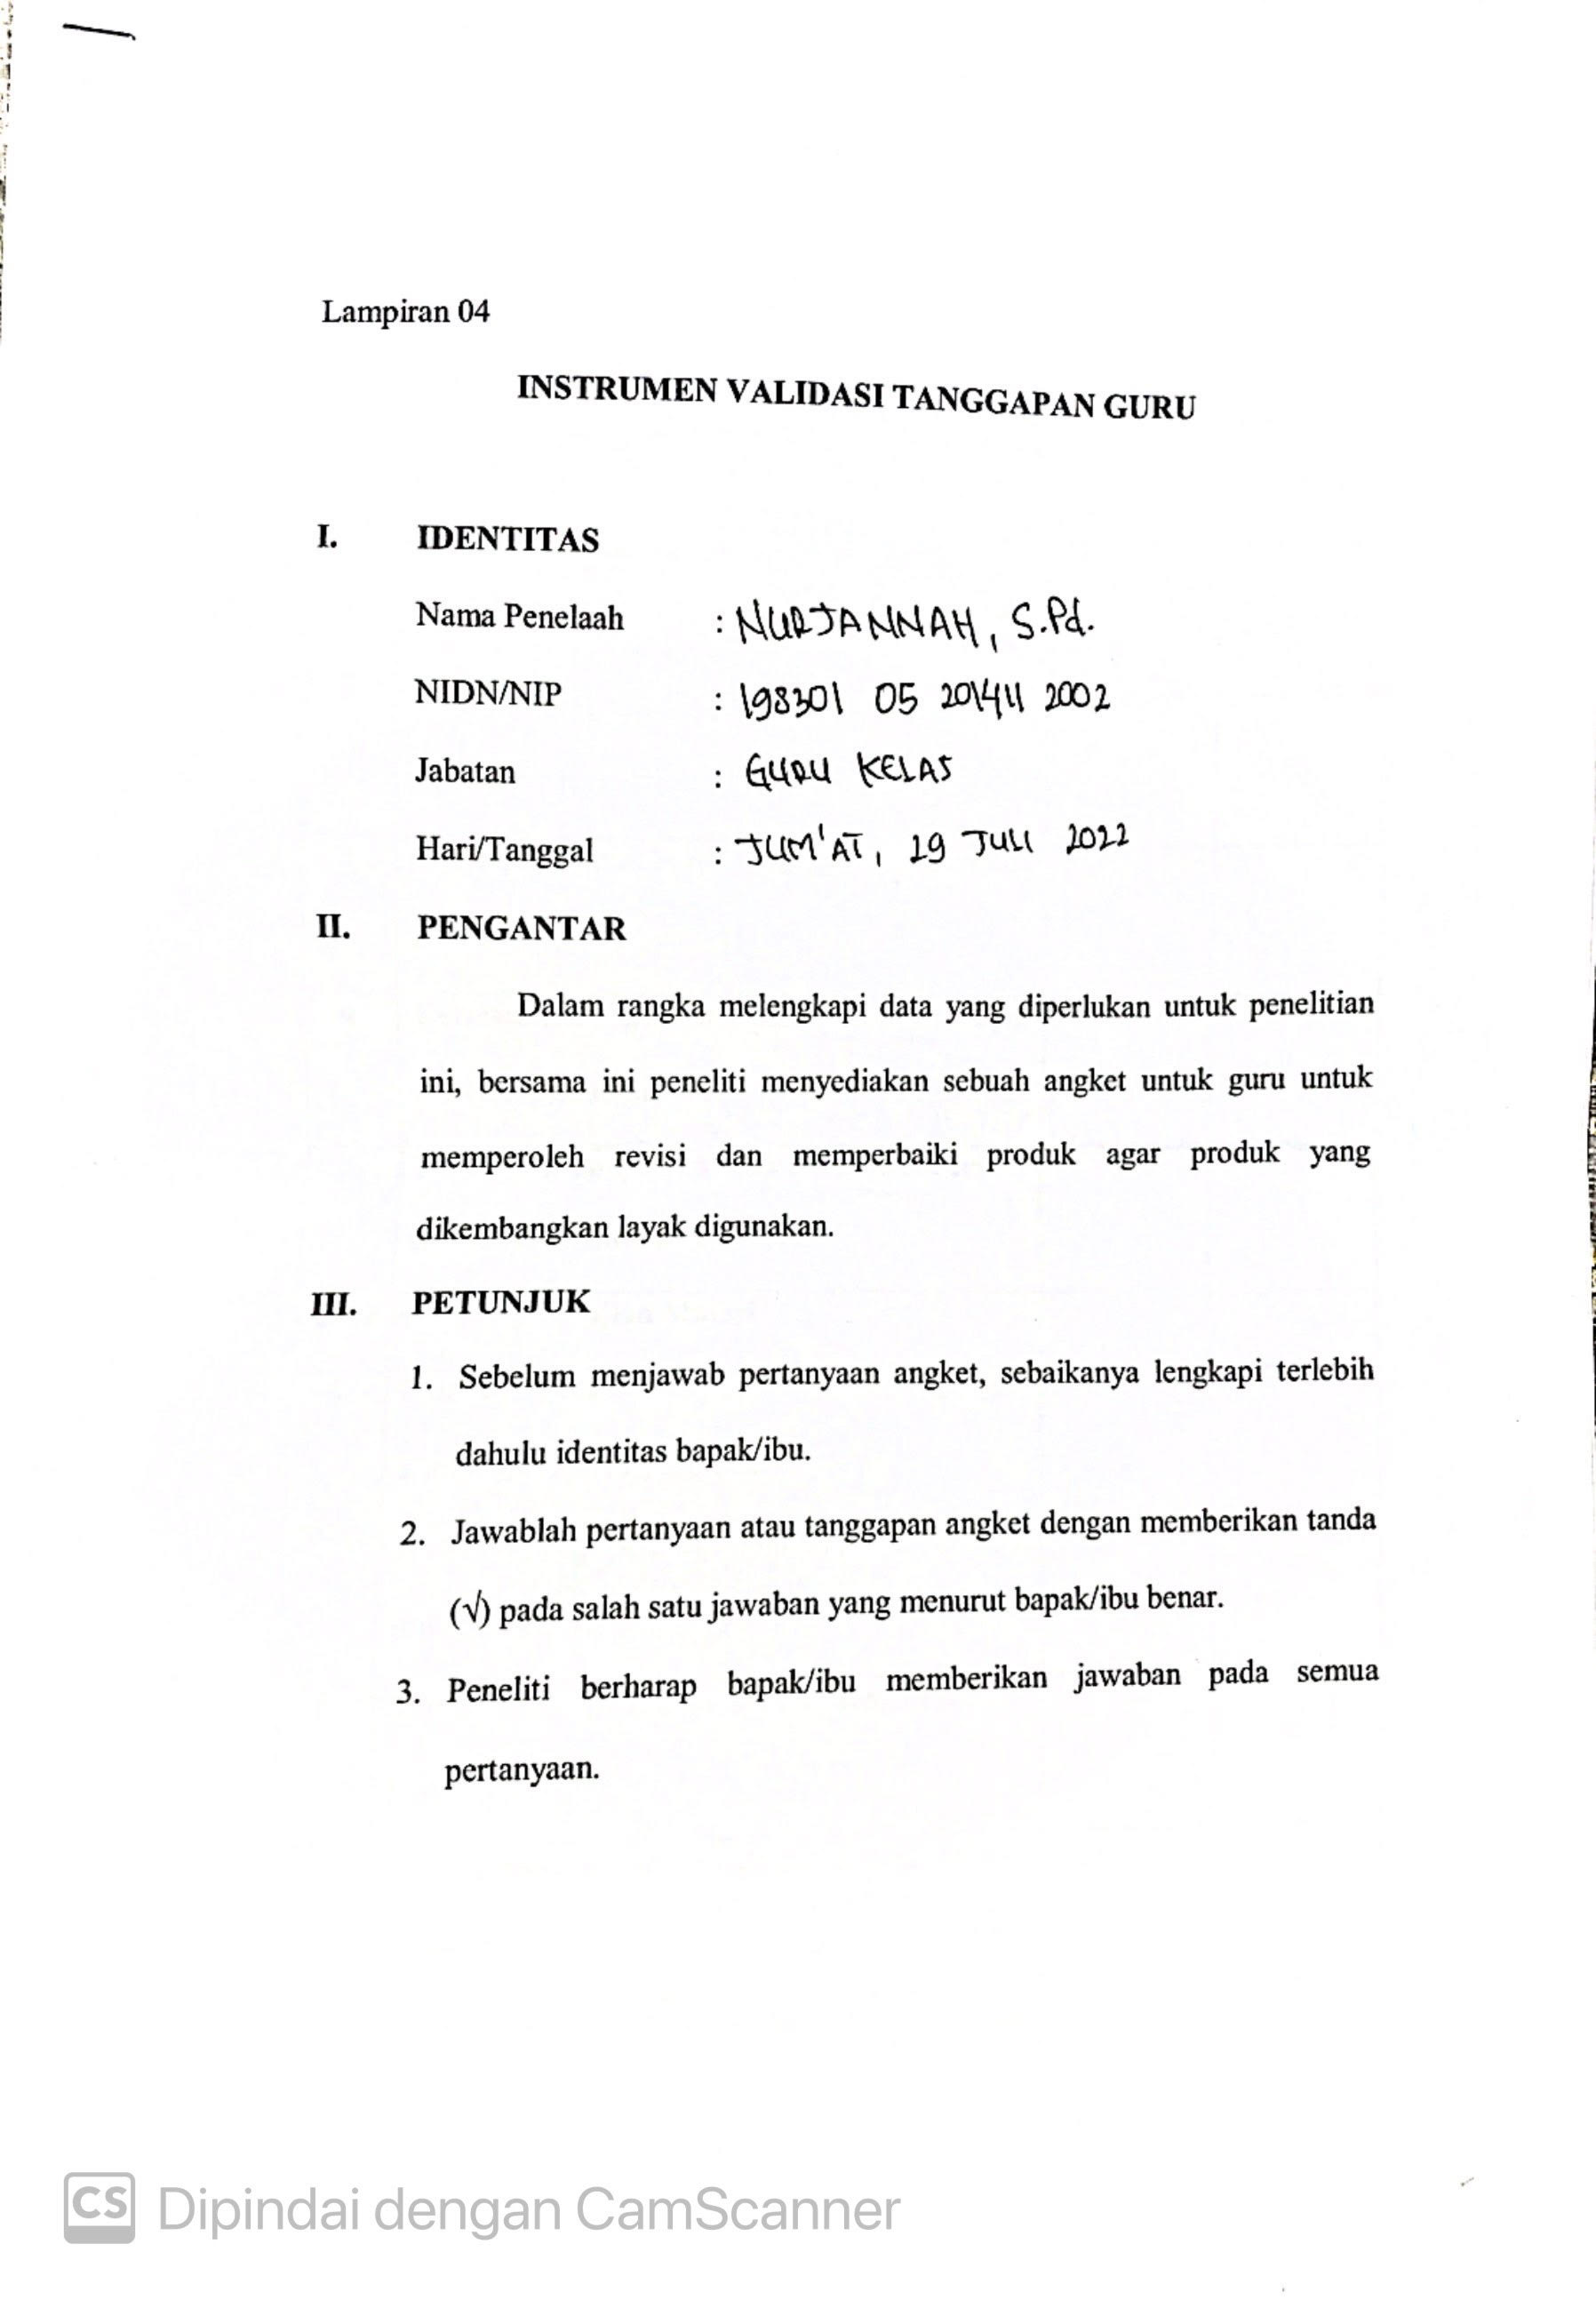 Lampiran 04
INSTRUMEN VALIDASI TANGGAPAN GURU
I. IDENTITAS
Nama Penelaah : NURJANNAH, S.Pd.
NIDN/NIP : 198301 05 201411 2002
Jabatan : GURU KELAS
Hari/Tanggal : JUM'AT, 29 JULI 2022
II. PENGANTAR
Dalam rangka melengkapi data yang diperlukan untuk penelitian
ini, bersama ini peneliti menyediakan sebuah angket untuk guru untuk
memperoleh revisi dan memperbaiki produk agar produk yang
dikembangkan layak digunakan.
III. PETUNJUK
1. Sebelum menjawab pertanyaan angket, sebaikanya lengkapi terlebih
dahulu identitas bapak/ibu.
2. Jawablah pertanyaan atau tanggapan angket dengan memberikan tanda
(√) pada salah satu jawaban yang menurut bapak/ibu benar.
3. Peneliti berharap bapak/ibu memberikan jawaban pada semua
pertanyaan.
CS Dipindai dengan CamScanner